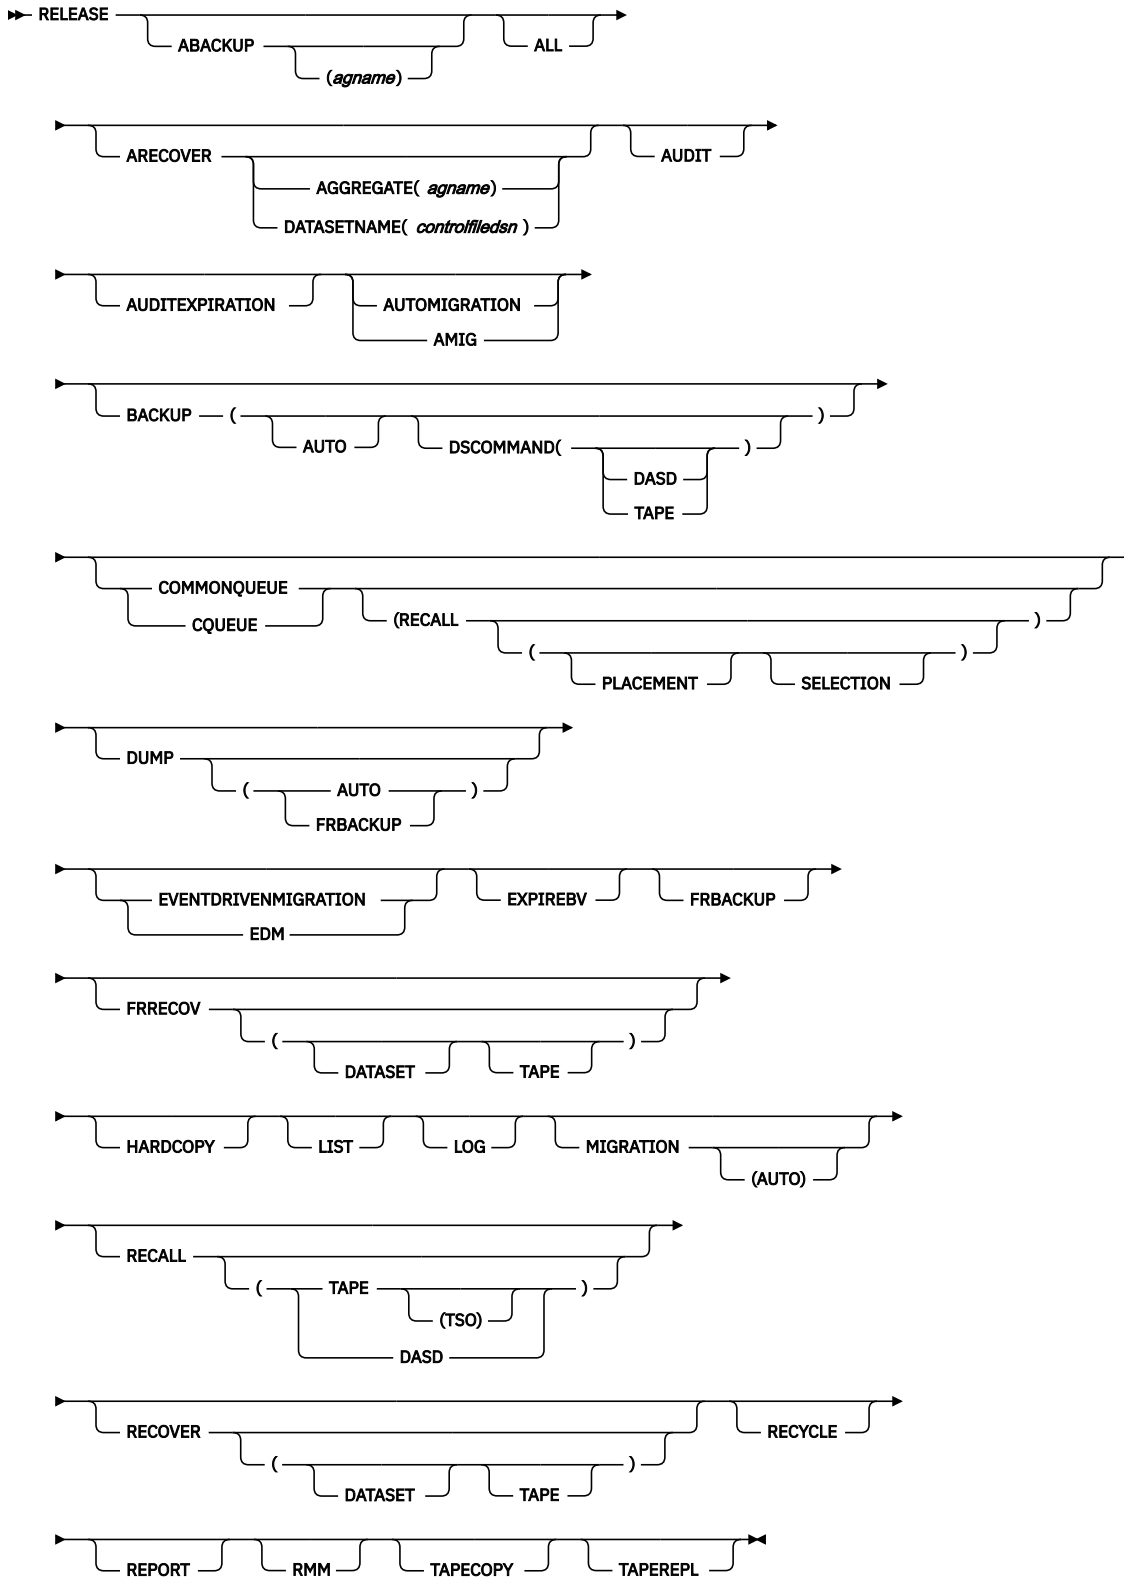 RELEASE
ABACKUP ALL
(agname)
ARECOVER AUDIT
AGGREGATE( agname)
DATASETNAME( controlfiledsn )
AUDITEXPIRATION AUTOMIGRATION
AMIG
BACKUP ( )
AUTO DSCOMMAND( )
DASD
TAPE
COMMONQUEUE
CQUEUE (RECALL )
( )
PLACEMENT SELECTION
DUMP
( AUTO )
FRBACKUP
EVENTDRIVENMIGRATION EXPIREBV FRBACKUP
EDM
FRRECOV
( )
DATASET TAPE
HARDCOPY LIST LOG MIGRATION
(AUTO)
RECALL
( TAPE )
(TSO)
DASD
RECOVER RECYCLE
( )
DATASET TAPE
REPORT RMM TAPECOPY TAPEREPL